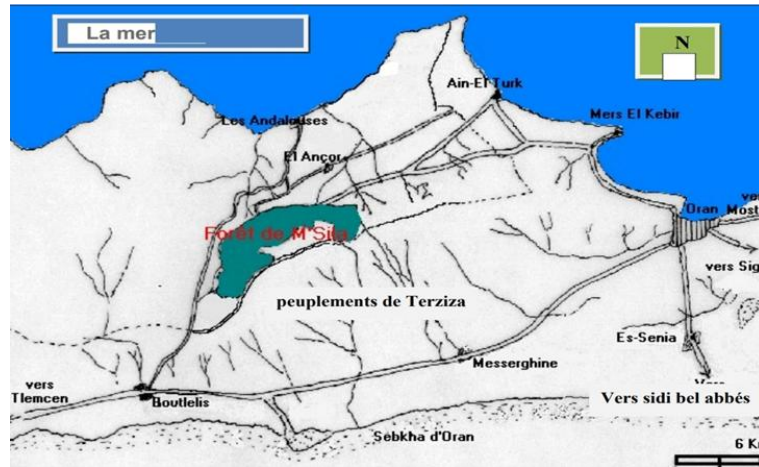 La mer
N
Ain-El Turk
Les Andalouses
Mers El Kebir
El Ançor
Oran
vers Sig
Forêt de M'Sila
peuplements de Terziza
Es-Senia
Messerghine
vers
Tlemcen
Boutlelis
Vers sidi bel abbés
Sebkha d'Oran